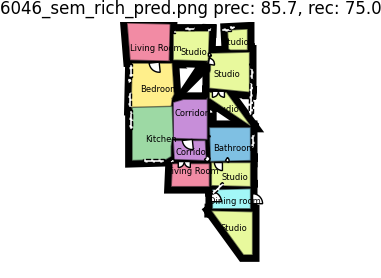 6046_sem_rich_pred.png prec: 85.7, rec: 75.0
Studio
Living Room
Studio
Studio
Bedroom
Studio
Corridor
Kitchen
Bathroom
Corridor
Living Room
Studio
Dining room
Studio